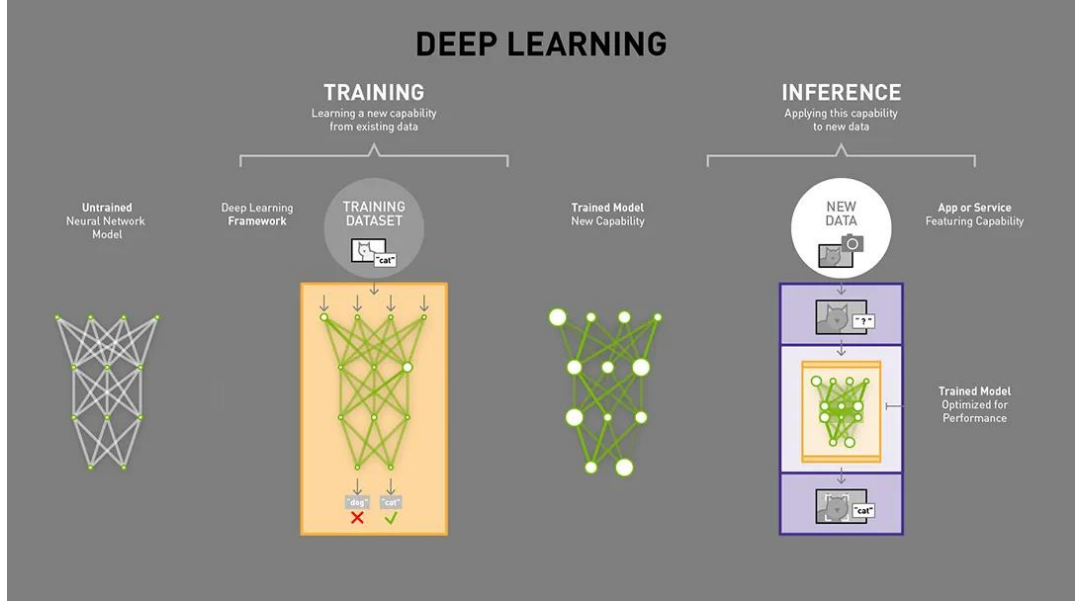 DEEP LEARNING
TRAINING
Learning a new capability
from existing data
INFERENCE
Applying this capability
to new data
Untrained
Neural Network
Model
Deep Learning
Framework
TRAINING
DATASET
"cat"
Trained Model
New Capability
NEW
DATA
App or Service
Featuring Capability
"?"
Trained Model
Optimized for
Performance
"dog"
"cat"
"cat"